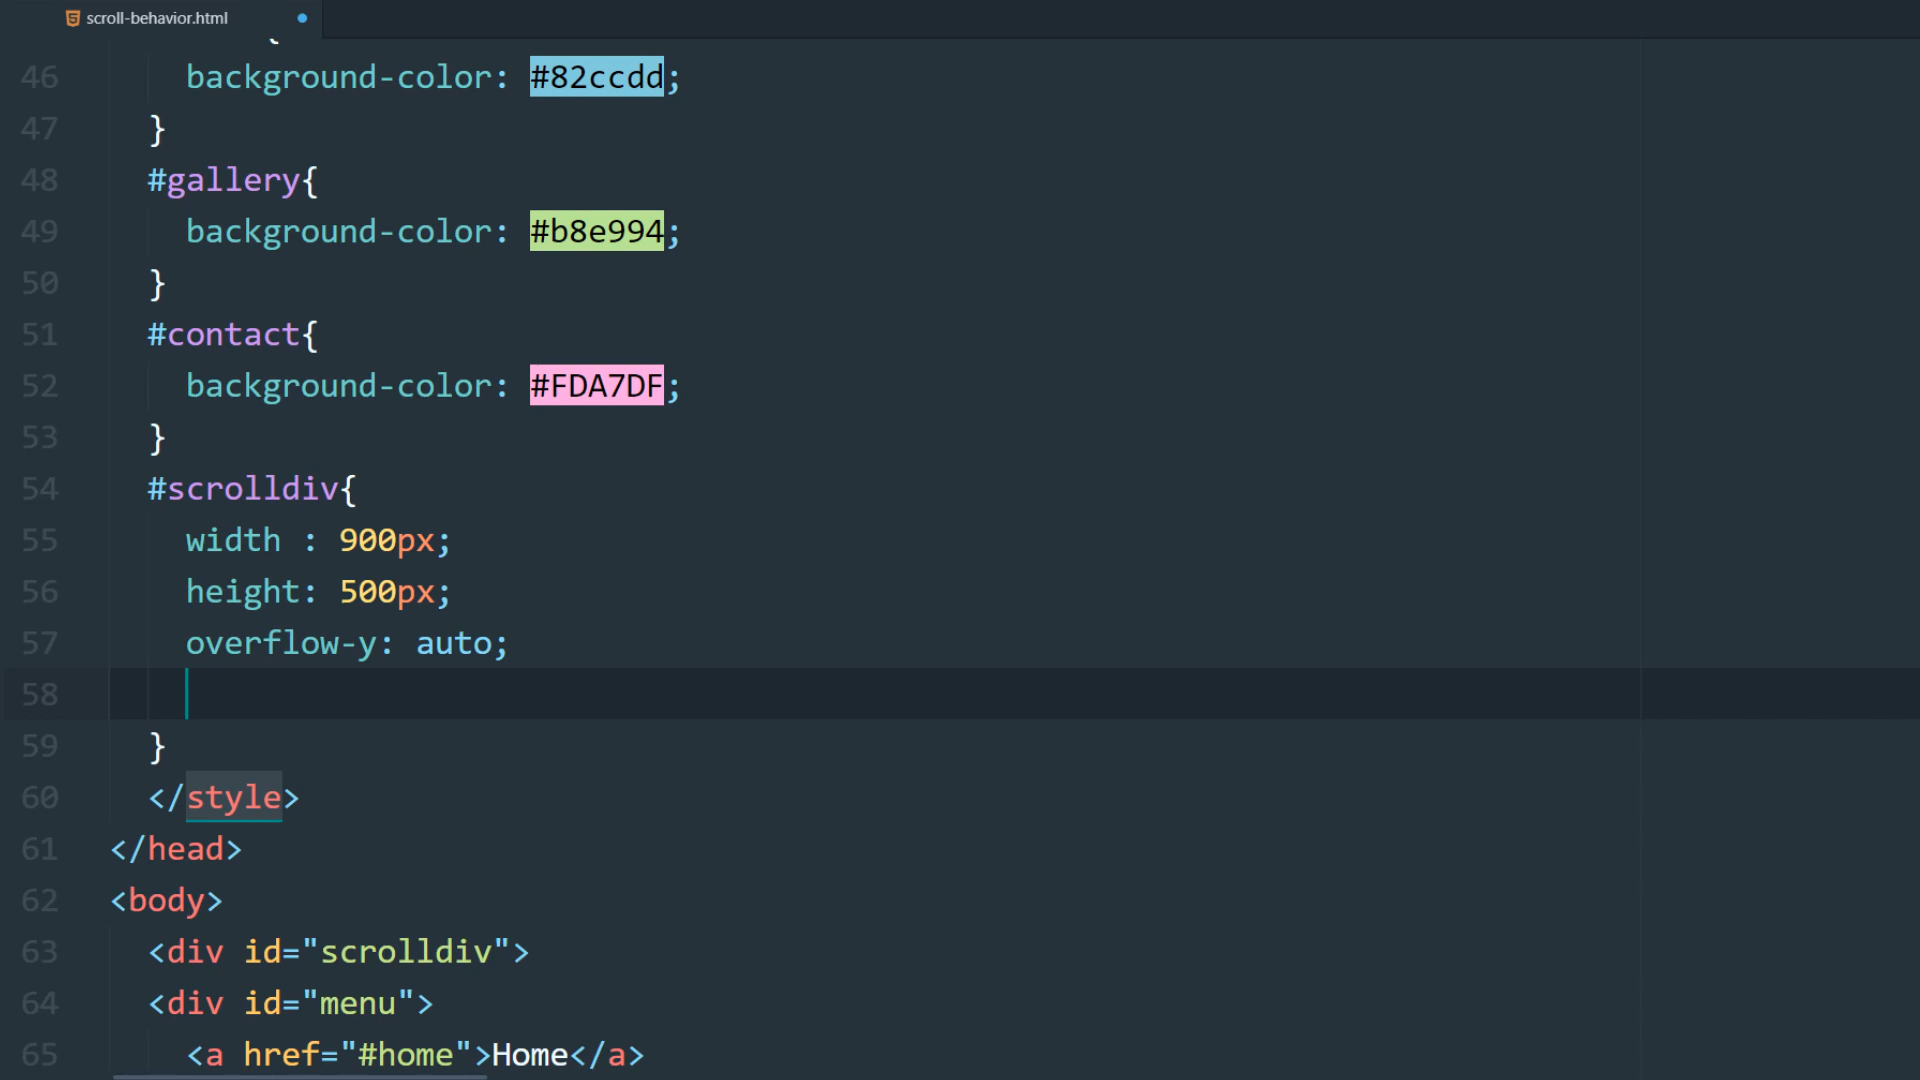 scroll-behavior.html
{
46 background-color: #82ccdd;
47 }
48 #gallery{
49 background-color: #b8e994;
50 }
51 #contact{
52 background-color: #FDA7DF;
53 }
54 #scrolldiv{
55 width : 900px;
56 height: 500px;
57 overflow-y: auto;
58
59 }
60 </style>
61 </head>
62 <body>
63 <div id="scrolldiv">
64 <div id="menu">
65 <a href="#home">Home</a>